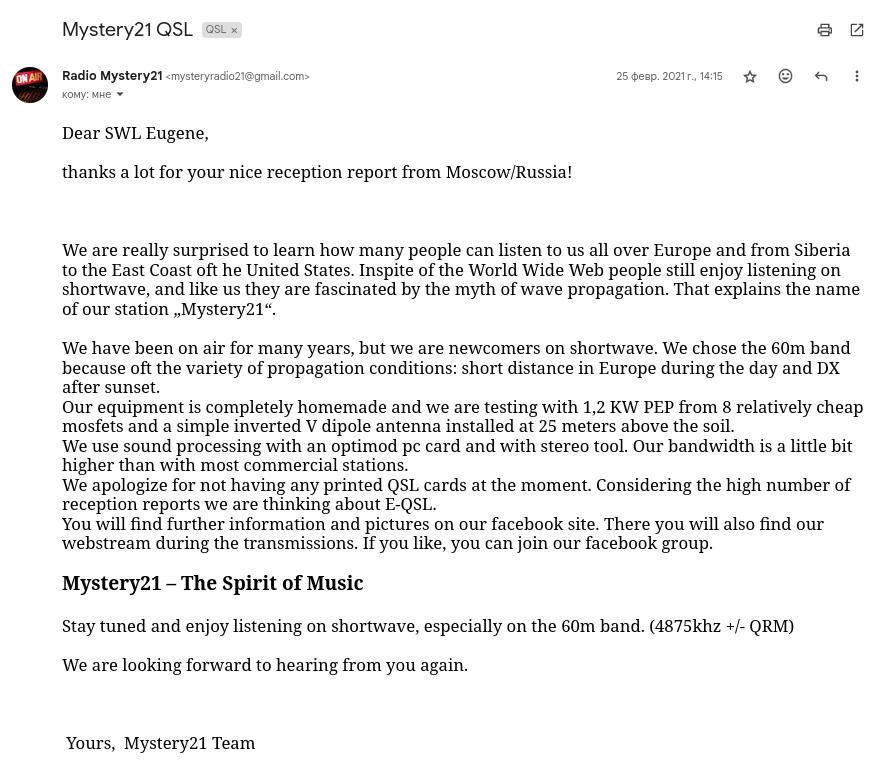 Mystery21 QSL QSL ×
ON AIR
Radio Mystery21 <mysteryradio21@gmail.com> 25 февр. 2021 г., 14:15
кому: мне
Dear SWL Eugene,
thanks a lot for your nice reception report from Moscow/Russia!
We are really surprised to learn how many people can listen to us all over Europe and from Siberia
to the East Coast oft he United States. Inspite of the World Wide Web people still enjoy listening on
shortwave, and like us they are fascinated by the myth of wave propagation. That explains the name
of our station „Mystery21“.
We have been on air for many years, but we are newcomers on shortwave. We chose the 60m band
because oft the variety of propagation conditions: short distance in Europe during the day and DX
after sunset.
Our equipment is completely homemade and we are testing with 1,2 KW PEP from 8 relatively cheap
mosfets and a simple inverted V dipole antenna installed at 25 meters above the soil.
We use sound processing with an optimod pc card and with stereo tool. Our bandwidth is a little bit
higher than with most commercial stations.
We apologize for not having any printed QSL cards at the moment. Considering the high number of
reception reports we are thinking about E-QSL.
You will find further information and pictures on our facebook site. There you will also find our
webstream during the transmissions. If you like, you can join our facebook group.
Mystery21 – The Spirit of Music
Stay tuned and enjoy listening on shortwave, especially on the 60m band. (4875khz +/- QRM)
We are looking forward to hearing from you again.
Yours, Mystery21 Team